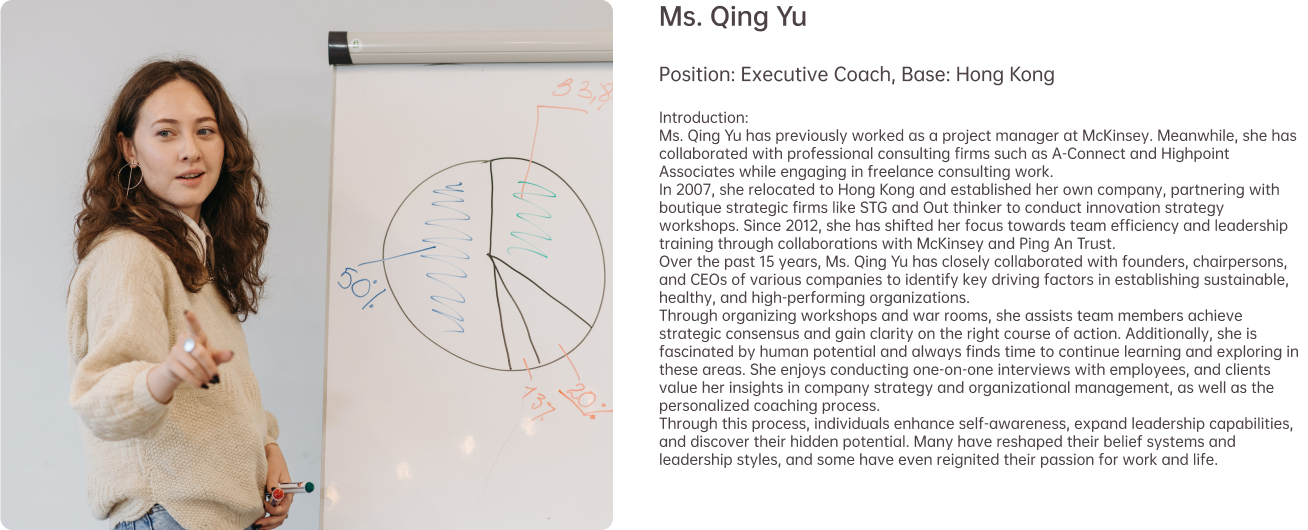 33,8
50%
13%
20%
Ms. Qing Yu
Position: Executive Coach, Base: Hong Kong
Introduction:
Ms. Qing Yu has previously worked as a project manager at McKinsey. Meanwhile, she has
collaborated with professional consulting firms such as A-Connect and Highpoint
Associates while engaging in freelance consulting work.
In 2007, she relocated to Hong Kong and established her own company, partnering with
boutique strategic firms like STG and Out thinker to conduct innovation strategy
workshops. Since 2012, she has shifted her focus towards team efficiency and leadership
training through collaborations with McKinsey and Ping An Trust.
Over the past 15 years, Ms. Qing Yu has closely collaborated with founders, chairpersons,
and CEOs of various companies to identify key driving factors in establishing sustainable,
healthy, and high-performing organizations.
Through organizing workshops and war rooms, she assists team members achieve
strategic consensus and gain clarity on the right course of action. Additionally, she is
fascinated by human potential and always finds time to continue learning and exploring in
these areas. She enjoys conducting one-on-one interviews with employees, and clients
value her insights in company strategy and organizational management, as well as the
personalized coaching process.
Through this process, individuals enhance self-awareness, expand leadership capabilities,
and discover their hidden potential. Many have reshaped their belief systems and
leadership styles, and some have even reignited their passion for work and life.